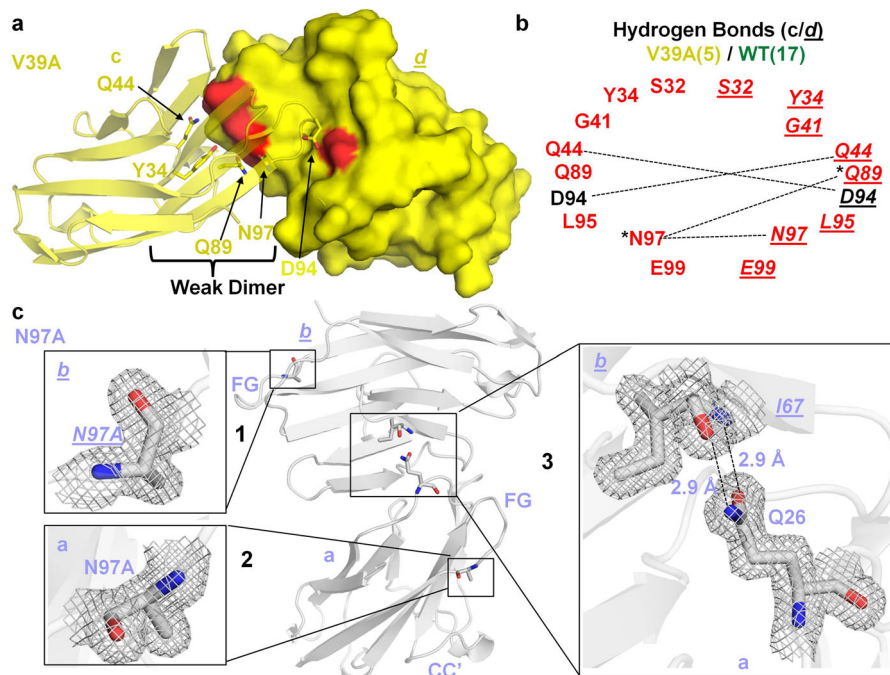 a
V39A
c
d
Q44
Y34
Q89
N97
D94
Weak Dimer
b
Hydrogen Bonds (c/d)
V39A(5) / WT(17)
S32
S32
Y34
Y34
G41
G41
Q44
Q44
Q89
*Q89
D94
D94
L95
L95
*N97
N97
E99
E99
c
N97A
b
N97A
1
b
FG
a
N97A
2
a
FG
CC'
3
b
I67
2.9 Å
2.9 Å
Q26
a